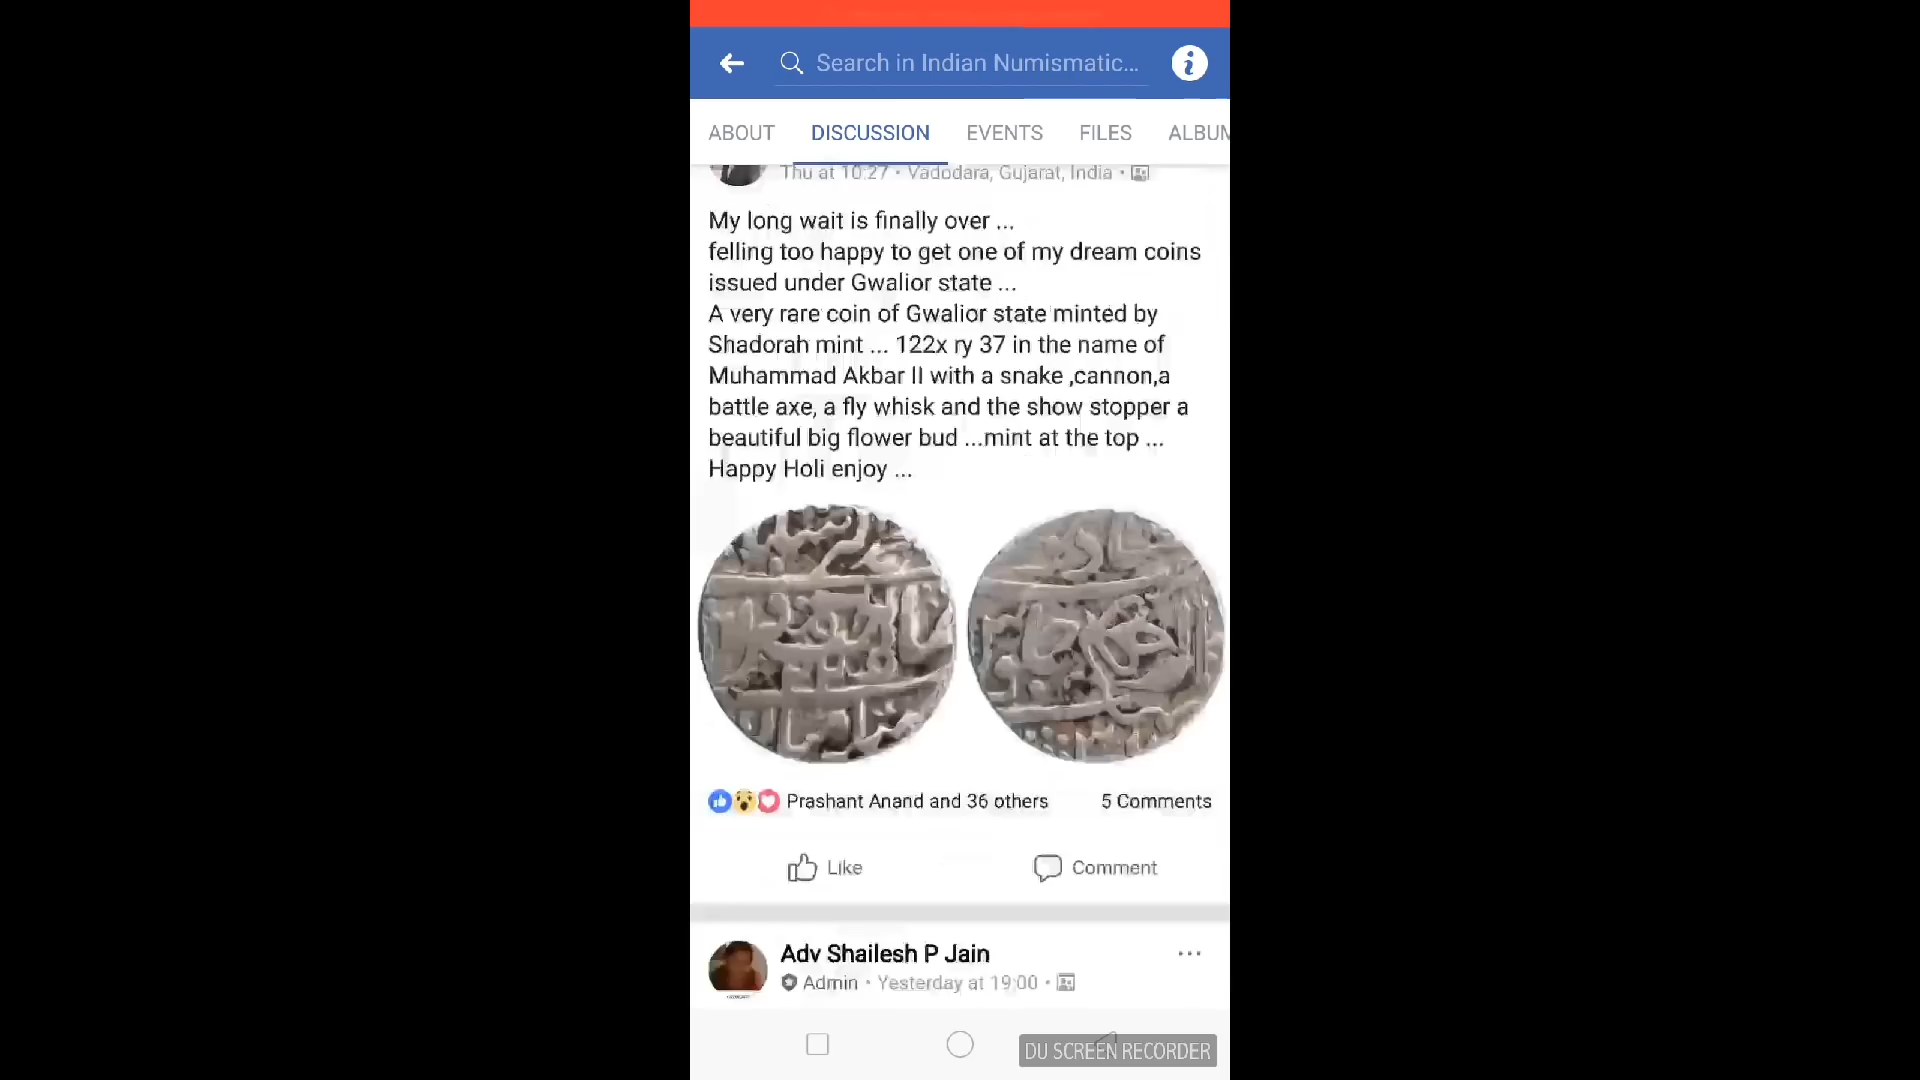 Search in Indian Numismatic...
ABOUT DISCUSSION EVENTS FILES ALBUM
Thu at 10:27 • Vadodara, Gujarat, India •
My long wait is finally over ...
felling too happy to get one of my dream coins
issued under Gwalior state ...
A very rare coin of Gwalior state minted by
Shadorah mint ... 122x ry 37 in the name of
Muhammad Akbar II with a snake ,cannon,a
battle axe, a fly whisk and the show stopper a
beautiful big flower bud ...mint at the top ...
Happy Holi enjoy ...
Prashant Anand and 36 others 5 Comments
Like Comment
Adv Shailesh P Jain
Admin • Yesterday at 19:00 •
DU SCREEN RECORDER